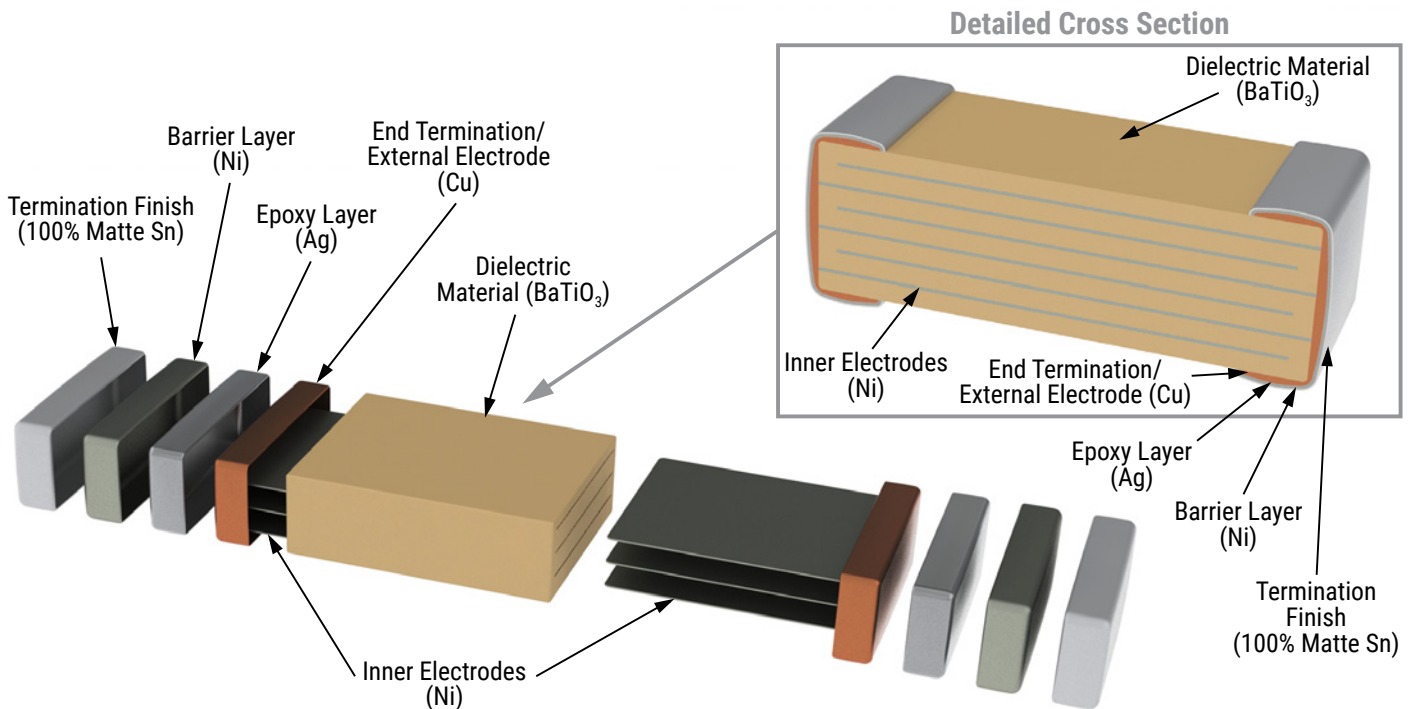 Detailed Cross Section
Dielectric Material
(BaTiO₃)
End Termination/
External Electrode
(Cu)
Barrier Layer
(Ni)
Termination Finish
(100% Matte Sn)
Epoxy Layer
(Ag)
Dielectric
Material (BaTiO₃)
Inner Electrodes
(Ni)
End Termination/
External Electrode (Cu)
Epoxy Layer
(Ag)
Barrier Layer
(Ni)
Termination
Finish
(100% Matte Sn)
Inner Electrodes
(Ni)